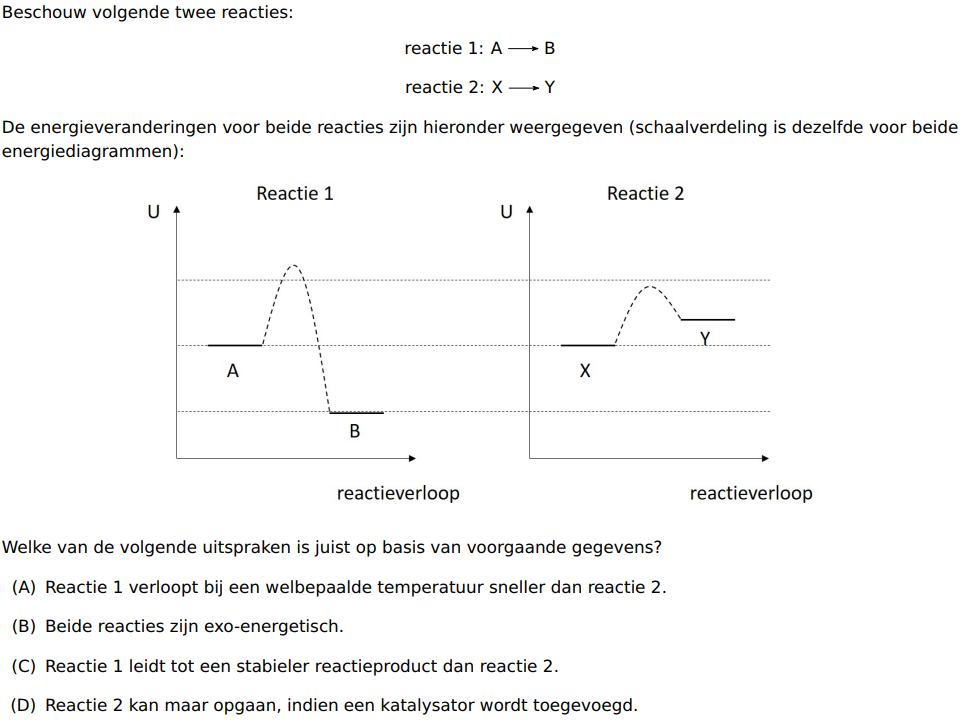 Beschouw volgende twee reacties:
reactie 1: A ⟶ B
reactie 2: X ⟶ Y
De energieveranderingen voor beide reacties zijn hieronder weergegeven (schaalverdeling is dezelfde voor beide
energiediagrammen):
Reactie 1
U
A
B
reactieverloop
Reactie 2
U
X
Y
reactieverloop
Welke van de volgende uitspraken is juist op basis van voorgaande gegevens?
(A) Reactie 1 verloopt bij een welbepaalde temperatuur sneller dan reactie 2.
(B) Beide reacties zijn exo-energetisch.
(C) Reactie 1 leidt tot een stabieler reactieproduct dan reactie 2.
(D) Reactie 2 kan maar opgaan, indien een katalysator wordt toegevoegd.